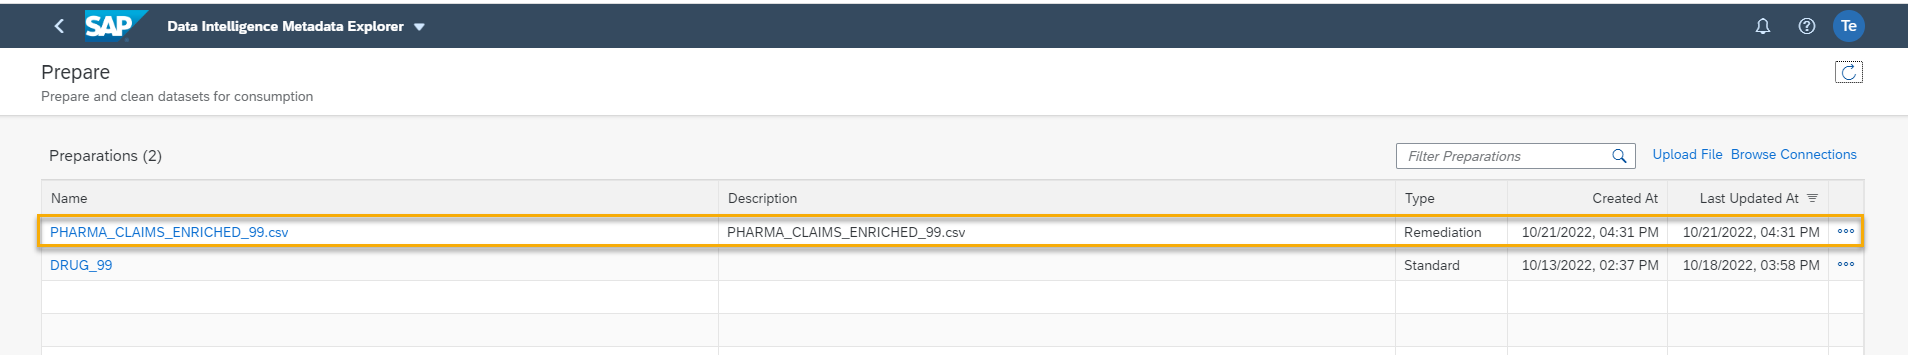 SAP Data Intelligence Metadata Explorer Te
Prepare
Prepare and clean datasets for consumption
Preparations (2) Filter Preparations Upload File Browse Connections
Name Description Type Created At Last Updated At
PHARMA_CLAIMS_ENRICHED_99.csv PHARMA_CLAIMS_ENRICHED_99.csv Remediation 10/21/2022, 04:31 PM 10/21/2022, 04:31 PM
DRUG_99 Standard 10/13/2022, 02:37 PM 10/18/2022, 03:58 PM